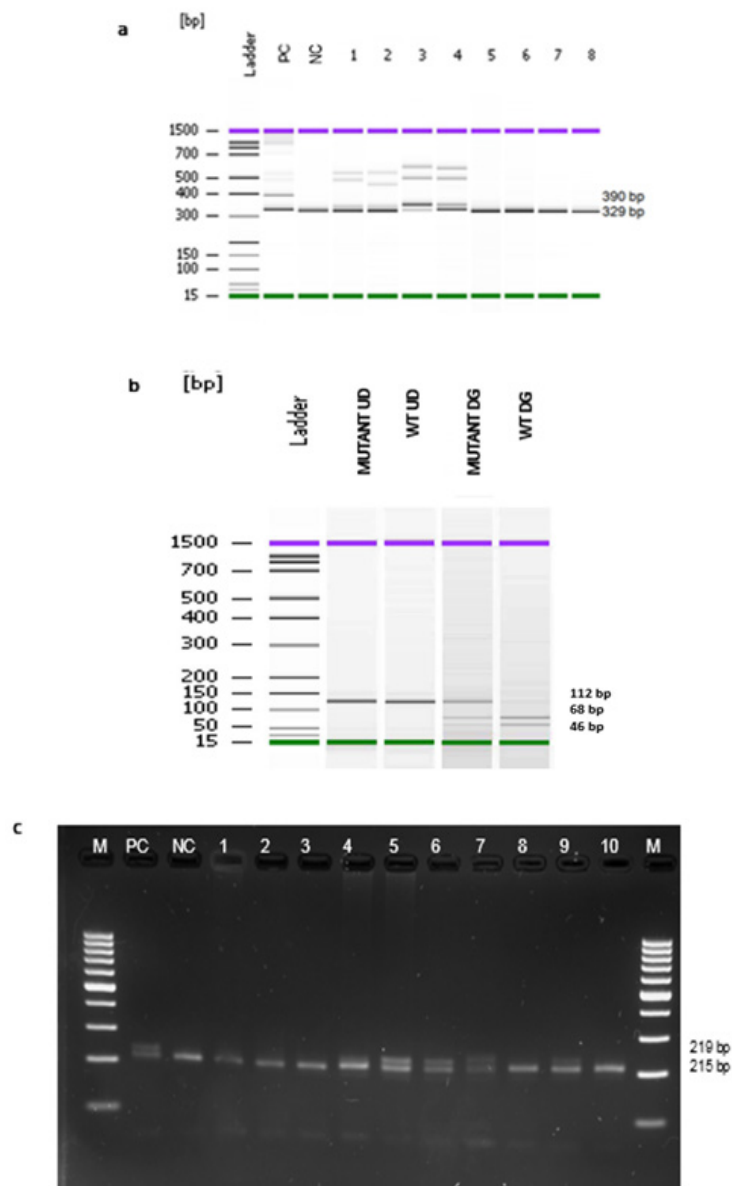 a
[bp]
Ladder PC NC 1 2 3 4 5 6 7 8
1500
700
500
400
390 bp
300
329 bp
150
100
15
b
[bp]
Ladder MUTANT UD WT UD MUTANT DG WT DG
1500
700
500
400
300
200
150
112 bp
100
68 bp
50
46 bp
15
c
M PC NC 1 2 3 4 5 6 7 8 9 10 M
219 bp
215 bp